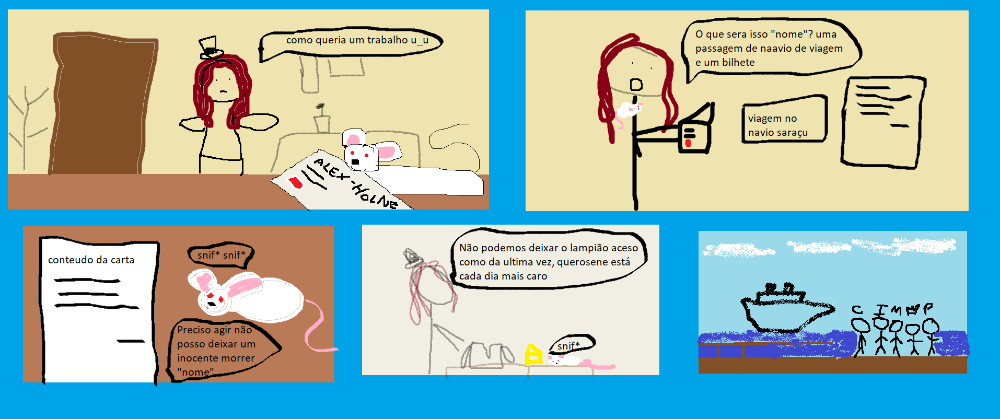 como queria um trabalho u_u
ALEX-HOLNE
O que sera isso "nome"? uma
passagem de naavio de viagem
e um bilhete
viagem no
navio saraçu
conteudo da carta
snif* snif*
Preciso agir não
posso deixar um
inocente morrer
"nome"
Não podemos deixar o lampião aceso
como da ultima vez, querosene está
cada dia mais caro
snif*
C I M W P